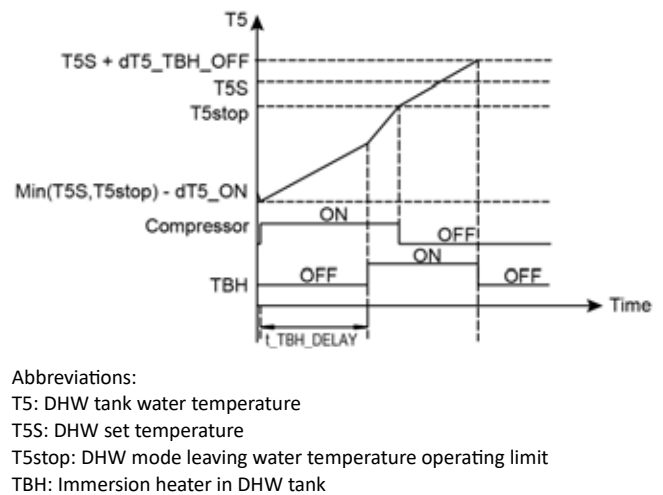 T5
T5S + dT5_TBH_OFF
T5S
T5stop
Min(T5S,T5stop) - dT5_ON
ON
Compressor
OFF
ON
TBH
OFF
OFF
Time
t_TBH_DELAY
Abbreviations:
T5: DHW tank water temperature
T5S: DHW set temperature
T5stop: DHW mode leaving water temperature operating limit
TBH: Immersion heater in DHW tank